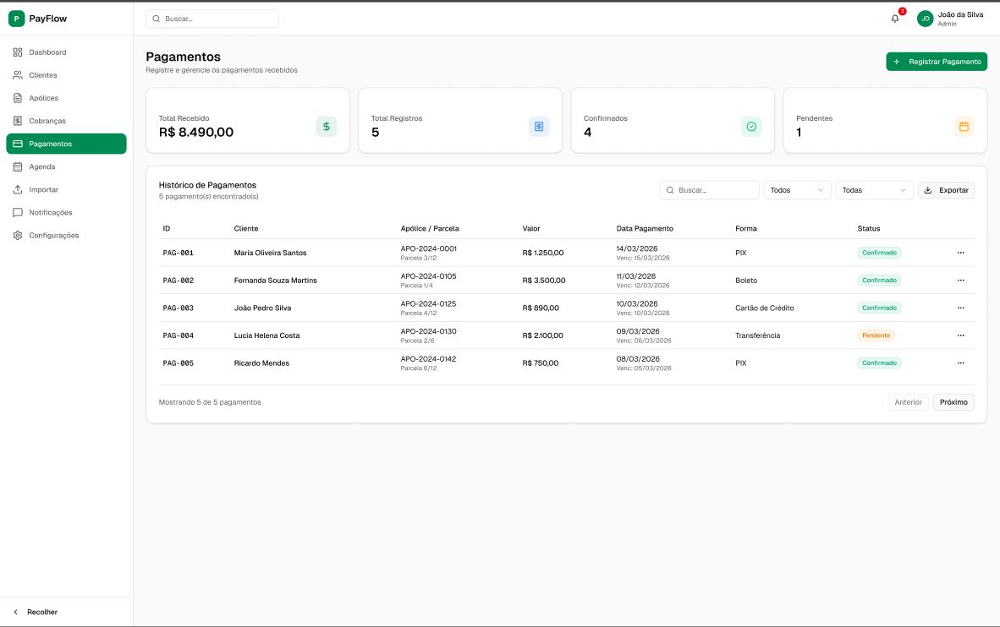 P PayFlow
Buscar...
3
JD
João da Silva
Admin
Dashboard
Clientes
Apólices
Cobranças
Pagamentos
Agenda
Importar
Notificações
Configurações
Recolher
Pagamentos
Registre e gerencie os pagamentos recebidos
+ Registrar Pagamento
Total Recebido
R$ 8.490,00
Total Registros
5
Confirmados
4
Pendentes
1
Histórico de Pagamentos
5 pagamento(s) encontrado(s)
Buscar...
Todos
Todas
Exportar
ID Cliente Apólice / Parcela Valor Data Pagamento Forma Status
PAG-001 Maria Oliveira Santos APO-2024-0001 R$ 1.250,00 14/03/2026 PIX Confirmado ...
Parcela 3/12 Venc: 15/03/2026
PAG-002 Fernanda Souza Martins APO-2024-0105 R$ 3.500,00 11/03/2026 Boleto Confirmado ...
Parcela 1/4 Venc: 12/03/2026
PAG-003 João Pedro Silva APO-2024-0125 R$ 890,00 10/03/2026 Cartão de Crédito Confirmado ...
Parcela 4/12 Venc: 10/03/2026
PAG-004 Lucia Helena Costa APO-2024-0130 R$ 2.100,00 09/03/2026 Transferência Pendente ...
Parcela 2/6 Venc: 08/03/2026
PAG-005 Ricardo Mendes APO-2024-0142 R$ 750,00 08/03/2026 PIX Confirmado ...
Parcela 6/12 Venc: 05/03/2026
Mostrando 5 de 5 pagamentos
Anterior
Próximo